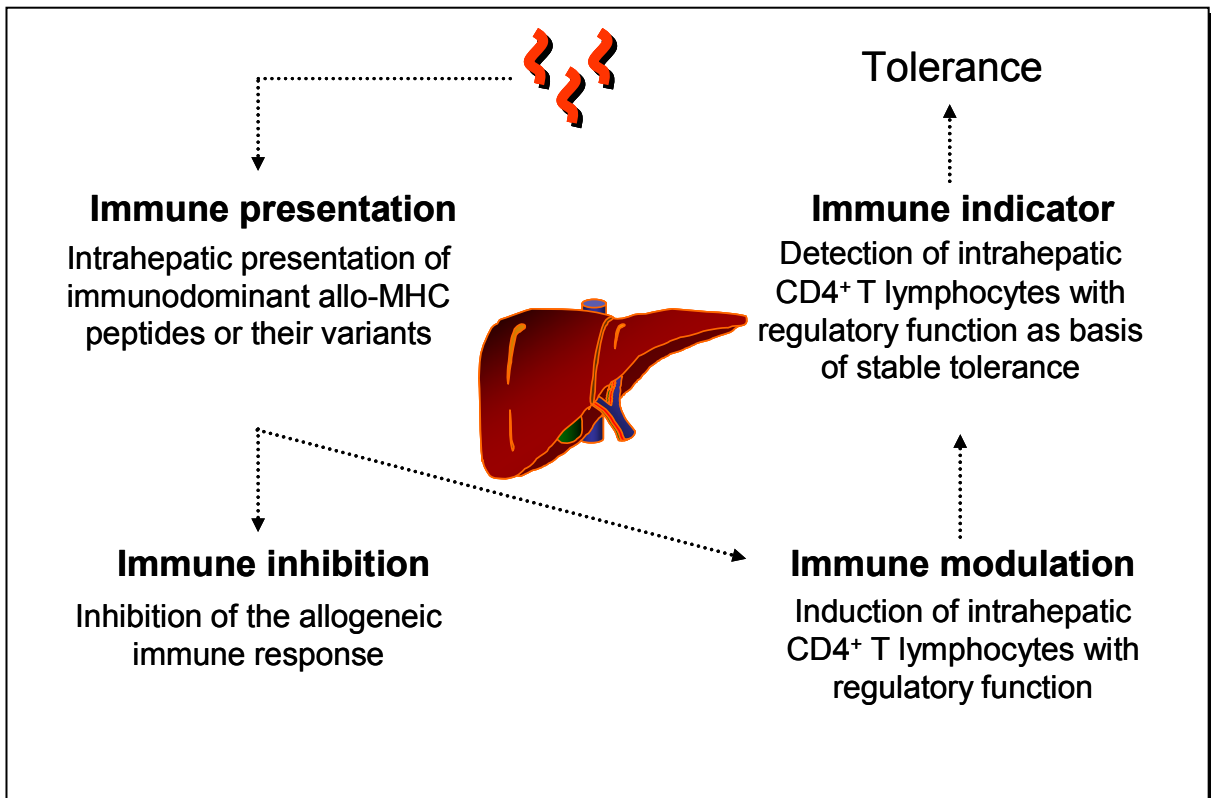 Tolerance
Immune presentation
Intrahepatic presentation of
immunodominant allo-MHC
peptides or their variants
Immune indicator
Detection of intrahepatic
CD4⁺ T lymphocytes with
regulatory function as basis
of stable tolerance
Immune inhibition
Inhibition of the allogeneic
immune response
Immune modulation
Induction of intrahepatic
CD4⁺ T lymphocytes with
regulatory function